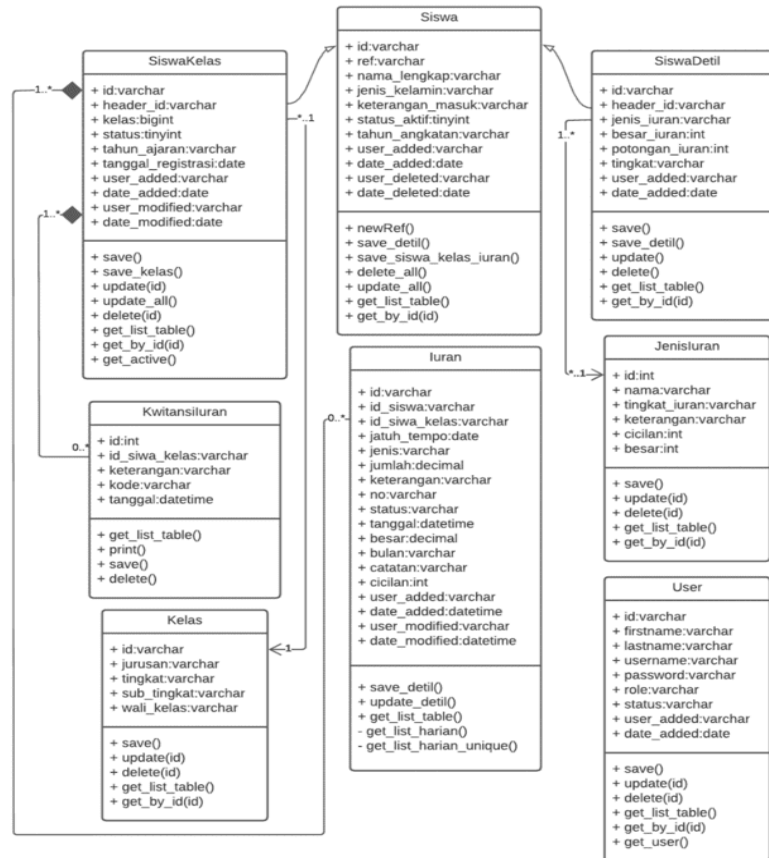 Siswa
+ id:varchar
+ ref:varchar
+ nama_lengkap:varchar
+ jenis_kelamin:varchar
+ keterangan_masuk:varchar
+ status_aktif:tinyint
+ tahun_angkatan:varchar
+ user_added:varchar
+ date_added:date
+ user_deleted:varchar
+ date_deleted:date
+ newRef()
+ save_detil()
+ save_siswa_kelas_iuran()
+ delete_all()
+ update_all()
+ get_list_table()
+ get_by_id(id)
SiswaKelas
+ id:varchar
+ header_id:varchar
+ kelas:bigint
+ status:tinyint
+ tahun_ajaran:varchar
+ tanggal_registrasi:date
+ user_added:varchar
+ date_added:date
+ user_modified:varchar
+ date_modified:date
+ save()
+ save_kelas()
+ update(id)
+ update_all()
+ delete(id)
+ get_list_table()
+ get_by_id(id)
+ get_active()
1..*
1..*
*..1
SiswaDetil
+ id:varchar
+ header_id:varchar
+ jenis_iuran:varchar
+ besar_iuran:int
+ potongan_iuran:int
+ tingkat:varchar
+ user_added:varchar
+ date_added:date
+ save()
+ save_detil()
+ update()
+ delete()
+ get_list_table()
+ get_by_id(id)
1..*
*..1
KwitansiIuran
+ id:int
+ id_siwa_kelas:varchar
+ keterangan:varchar
+ kode:varchar
+ tanggal:datetime
+ get_list_table()
+ print()
+ save()
+ delete()
0..*
Iuran
+ id:varchar
+ id_siswa:varchar
+ id_siwa_kelas:varchar
+ jatuh_tempo:date
+ jenis:varchar
+ jumlah:decimal
+ keterangan:varchar
+ no:varchar
+ status:varchar
+ tanggal:datetime
+ besar:decimal
+ bulan:varchar
+ catatan:varchar
+ cicilan:int
+ user_added:varchar
+ date_added:datetime
+ user_modified:varchar
+ date_modified:datetime
+ save_detil()
+ update_detil()
+ get_list_table()
- get_list_harian()
- get_list_harian_unique()
0..*
JenisIuran
+ id:int
+ nama:varchar
+ tingkat_iuran:varchar
+ keterangan:varchar
+ cicilan:int
+ besar:int
+ save()
+ update(id)
+ delete(id)
+ get_list_table()
+ get_by_id(id)
Kelas
+ id:varchar
+ jurusan:varchar
+ tingkat:varchar
+ sub_tingkat:varchar
+ wali_kelas:varchar
+ save()
+ update(id)
+ delete(id)
+ get_list_table()
+ get_by_id(id)
1
User
+ id:varchar
+ firstname:varchar
+ lastname:varchar
+ username:varchar
+ password:varchar
+ role:varchar
+ status:varchar
+ user_added:varchar
+ date_added:date
+ save()
+ update(id)
+ delete(id)
+ get_list_table()
+ get_by_id(id)
+ get_user()